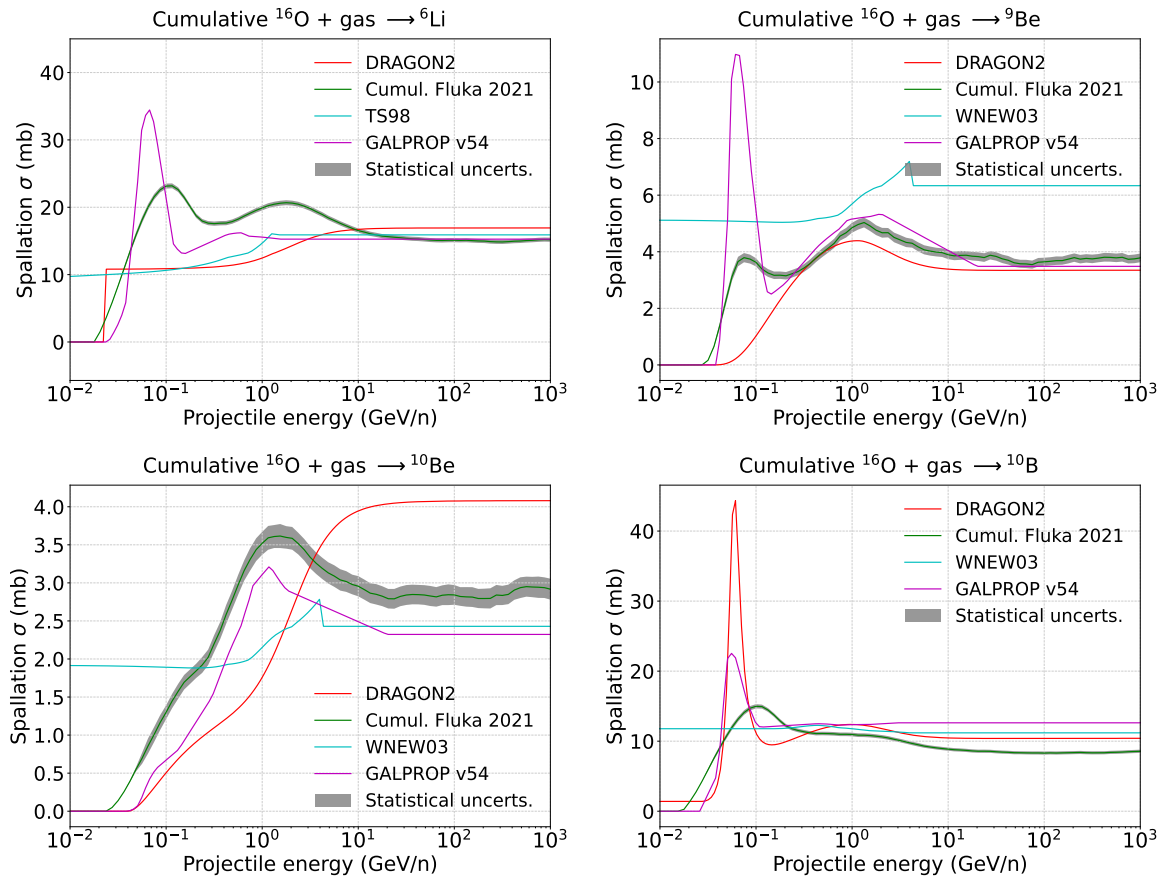 Cumulative ¹⁶O + gas ⟶ ⁶Li
Spallation σ (mb)
40
30
20
10
0
DRAGON2
Cumul. Fluka 2021
TS98
GALPROP v54
Statistical uncerts.
10⁻² 10⁻¹ 10⁰ 10¹ 10² 10³
Projectile energy (GeV/n)
Cumulative ¹⁶O + gas ⟶ ⁹Be
Spallation σ (mb)
10
8
6
4
2
0
DRAGON2
Cumul. Fluka 2021
WNEW03
GALPROP v54
Statistical uncerts.
10⁻² 10⁻¹ 10⁰ 10¹ 10² 10³
Projectile energy (GeV/n)
Cumulative ¹⁶O + gas ⟶ ¹⁰Be
Spallation σ (mb)
4.0
3.5
3.0
2.5
2.0
1.5
1.0
0.5
0.0
DRAGON2
Cumul. Fluka 2021
WNEW03
GALPROP v54
Statistical uncerts.
10⁻² 10⁻¹ 10⁰ 10¹ 10² 10³
Projectile energy (GeV/n)
Cumulative ¹⁶O + gas ⟶ ¹⁰B
Spallation σ (mb)
40
30
20
10
0
DRAGON2
Cumul. Fluka 2021
WNEW03
GALPROP v54
Statistical uncerts.
10⁻² 10⁻¹ 10⁰ 10¹ 10² 10³
Projectile energy (GeV/n)